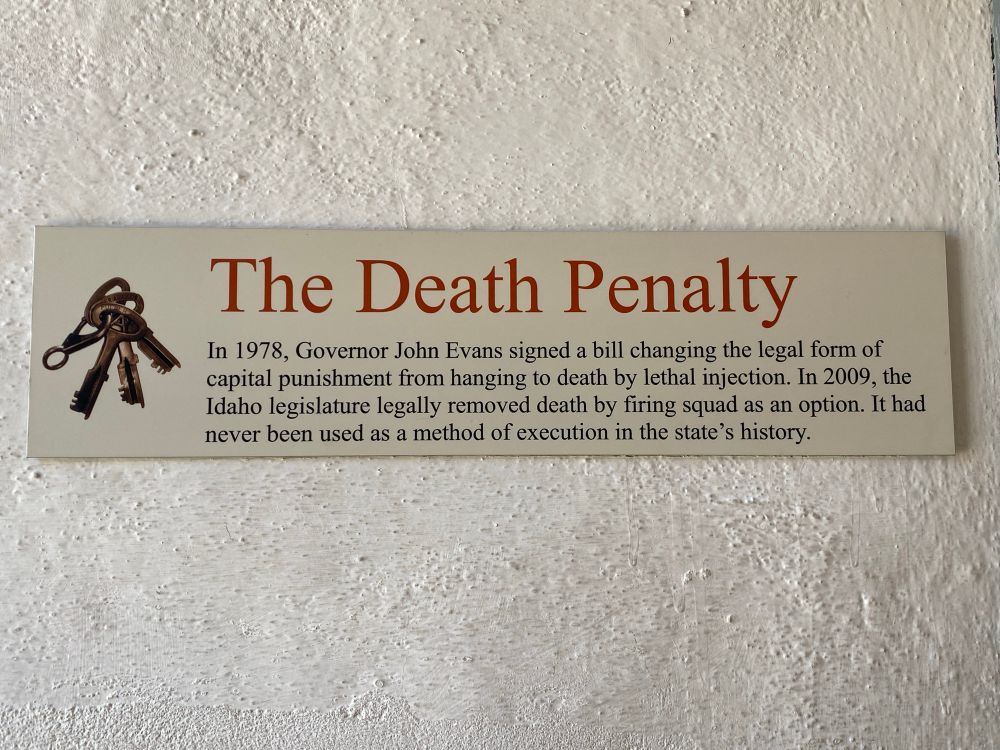 The Death Penalty
In 1978, Governor John Evans signed a bill changing the legal form of
capital punishment from hanging to death by lethal injection. In 2009, the
Idaho legislature legally removed death by firing squad as an option. It had
never been used as a method of execution in the state’s history.